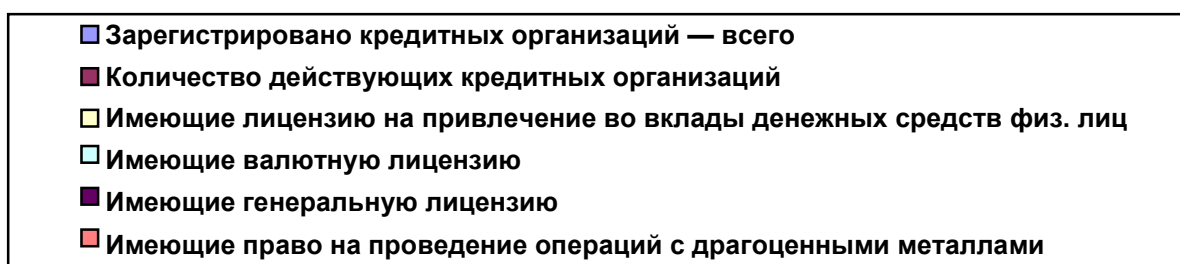 Зарегистрировано кредитных организаций — всего
Количество действующих кредитных организаций
Имеющие лицензию на привлечение во вклады денежных средств физ. лиц
Имеющие валютную лицензию
Имеющие генеральную лицензию
Имеющие право на проведение операций с драгоценными металлами